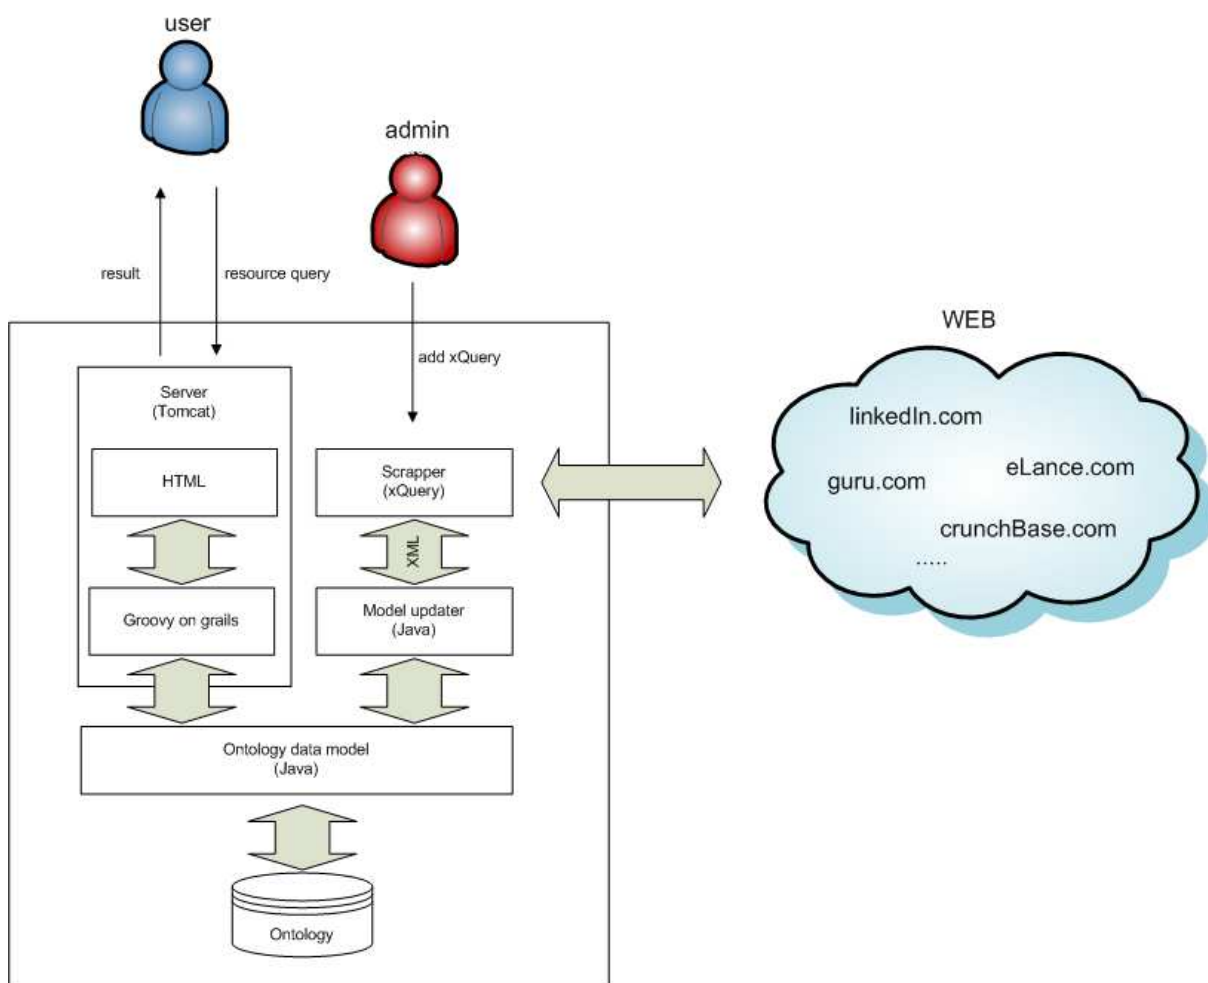 user
admin
result
resource query
add xQuery
WEB
Server
(Tomcat)
HTML
Scrapper
(xQuery)
XML
Groovy on grails
Model updater
(Java)
Ontology data model
(Java)
Ontology
linkedIn.com
eLance.com
guru.com
crunchBase.com
.....